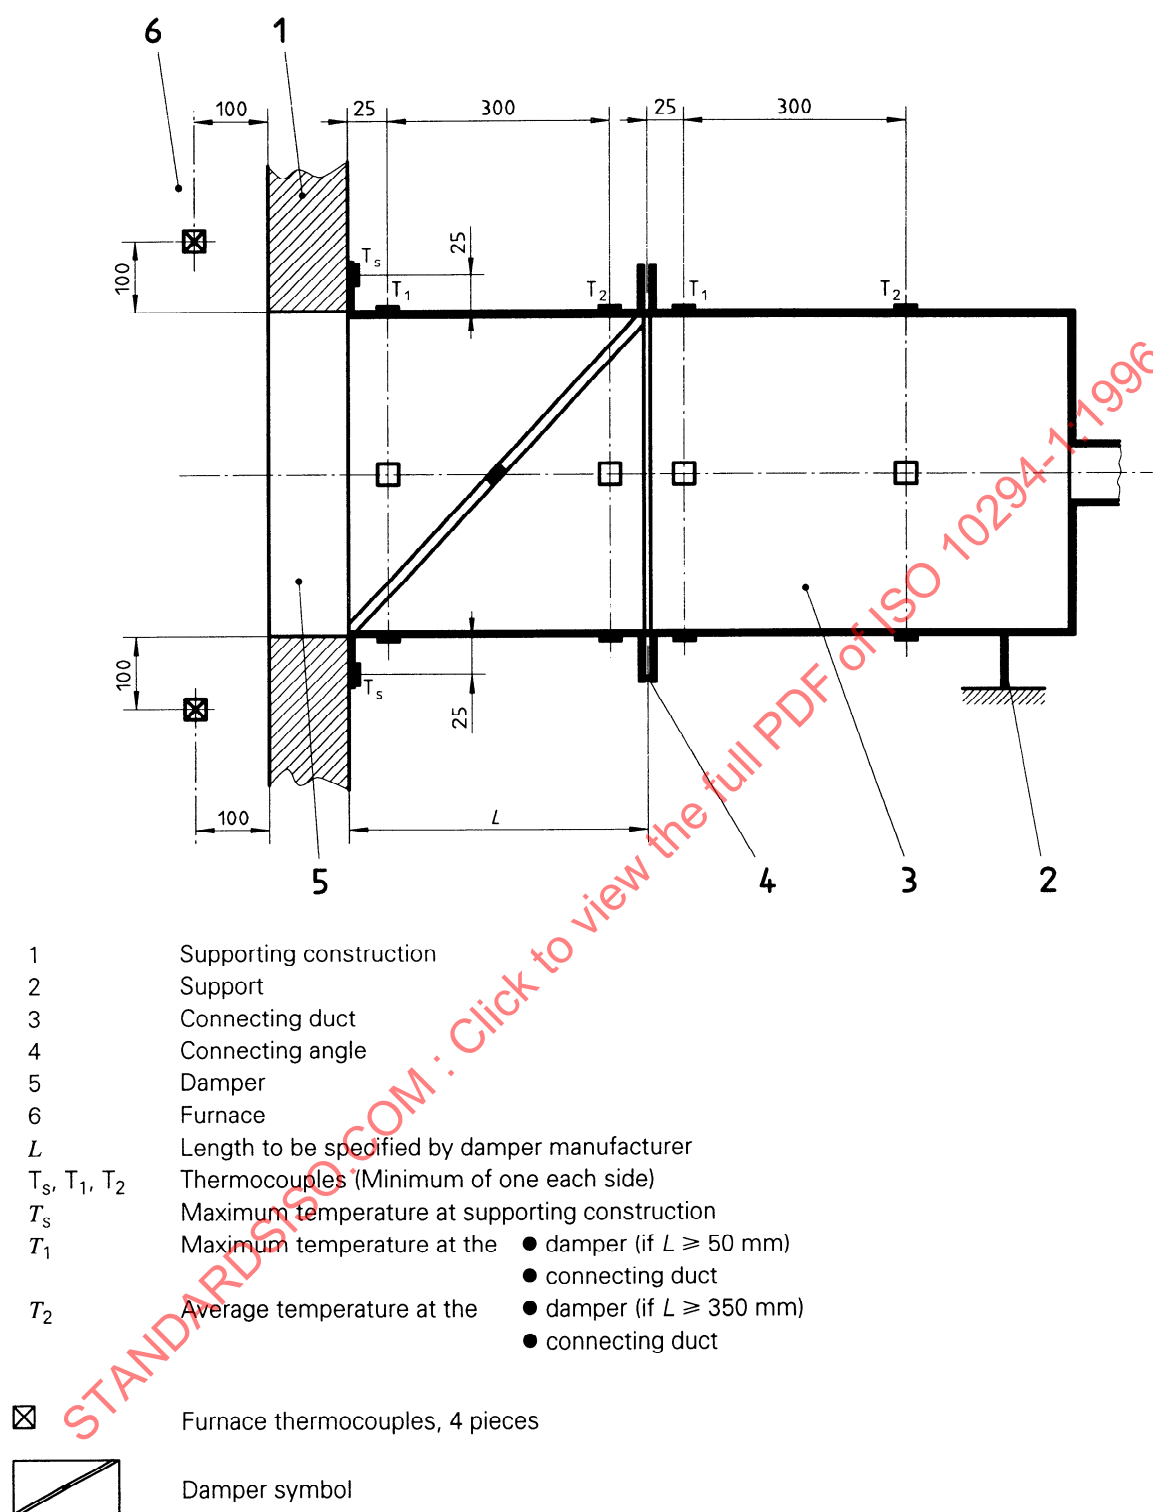 6 1
100 25 300 25 300
100
Ts
25
T1 T2 T1 T2
100
Ts
25
100 L
5 4 3 2
1 Supporting construction
2 Support
3 Connecting duct
4 Connecting angle
5 Damper
6 Furnace
L Length to be specified by damper manufacturer
Ts, T1, T2 Thermocouples (Minimum of one each side)
Ts Maximum temperature at supporting construction
T1 Maximum temperature at the ● damper (if L ⩾ 50 mm)
● connecting duct
T2 Average temperature at the ● damper (if L ⩾ 350 mm)
● connecting duct
Furnace thermocouples, 4 pieces
Damper symbol
STANDARDSISO.COM : Click to view the full PDF of ISO 10294-1:1996